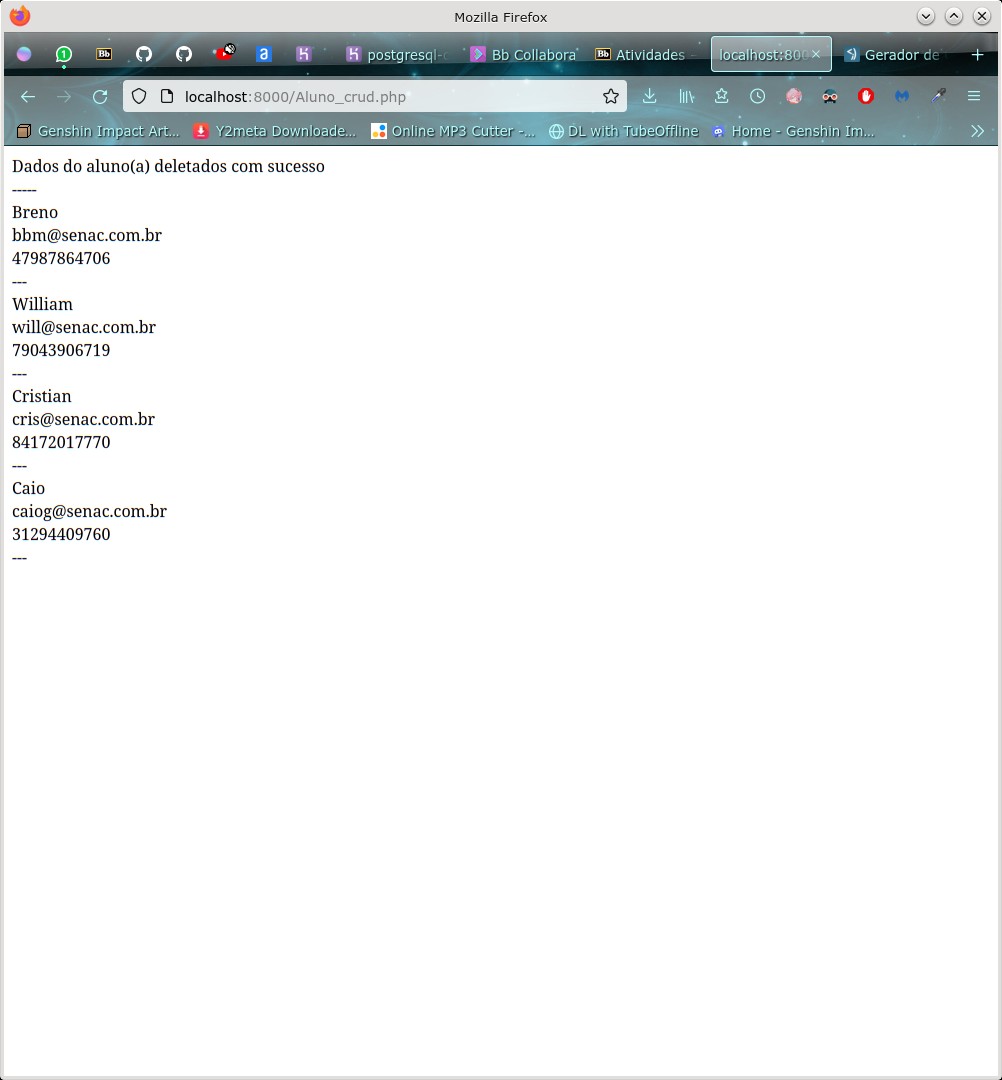 Mozilla Firefox
1
Bb
a
postgresql-
Bb Collabora
Bb
Atividades
localhost:800
Gerador de
localhost:8000/Aluno_crud.php
Genshin Impact Art...
Y2meta Downloade...
Online MP3 Cutter -...
DL with TubeOffline
Home - Genshin Im...
Dados do aluno(a) deletados com sucesso
-----
Breno
bbm@senac.com.br
47987864706
---
William
will@senac.com.br
79043906719
---
Cristian
cris@senac.com.br
84172017770
---
Caio
caiog@senac.com.br
31294409760
---